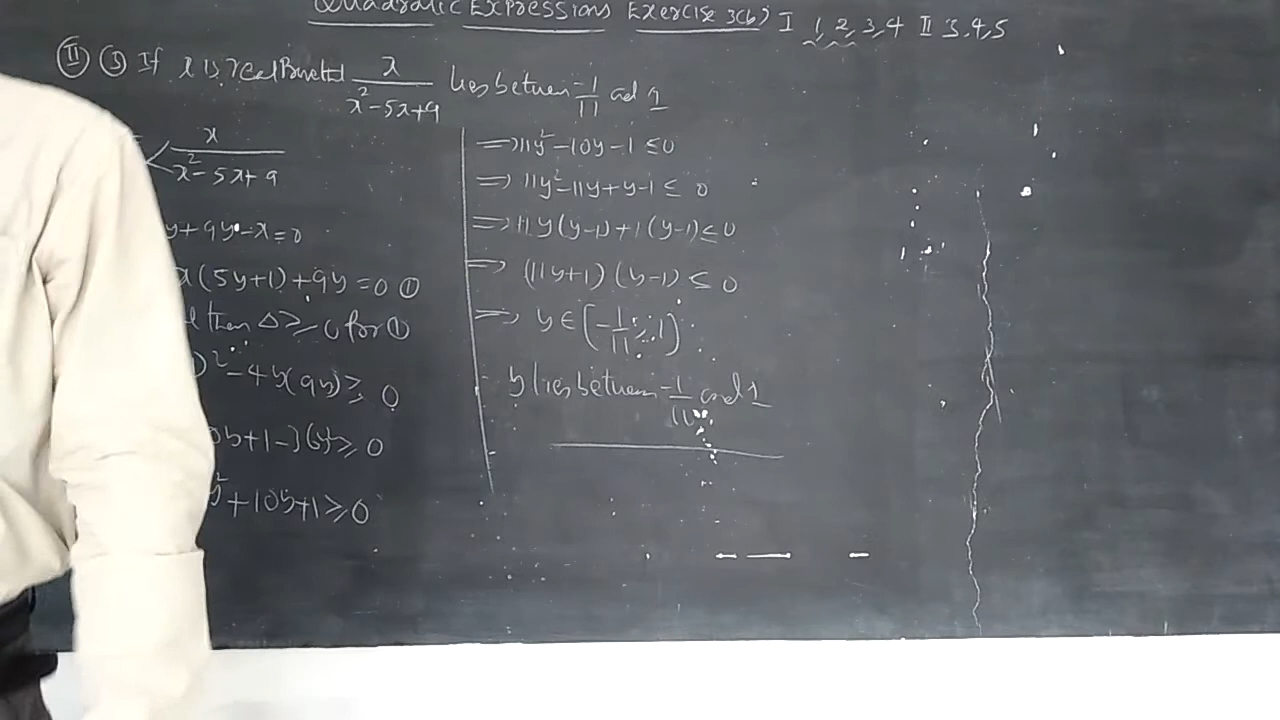 Quadratic Expressions Exercise 3(b) I 1, 2, 3, 4 II 3, 4, 5
II (3) If x is real x/(x²-5x+9) lies between -1/11 and 1
x/(x²-5x+9)
y+9y-x=0
x(5y+1)+9y=0 ①
then Δ≥0 for ①
)²-4y(9y)≥0
y+1-36y²≥0
y²+10y+1≥0
⇒11y²-10y-1≤0
⇒11y²-11y+y-1≤0
⇒11y(y-1)+1(y-1)≤0
⇒(11y+1)(y-1)≤0
⇒y∈[-1/11, 1]
y lies between -1/11 and 1